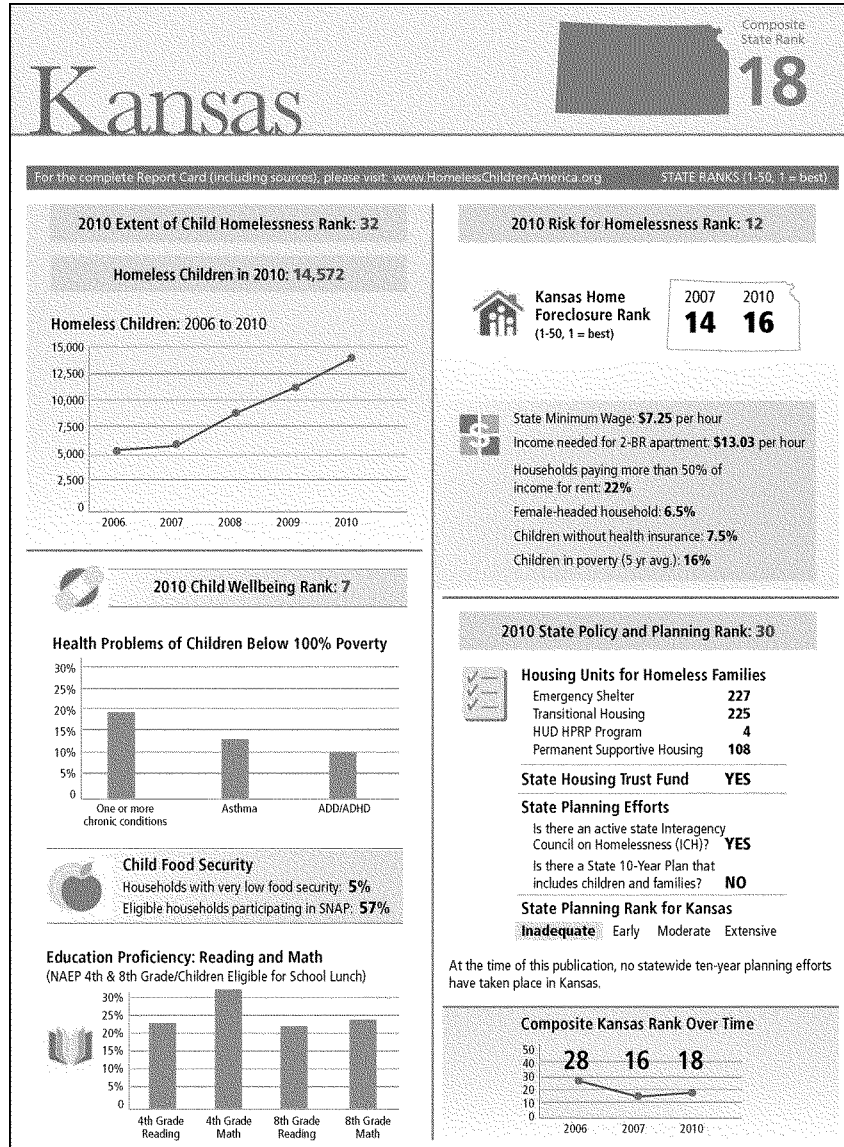 Kansas
Composite
State Rank
18
For the complete Report Card (including sources), please visit: www.HomelessChildrenAmerica.org STATE RANKS (1-50, 1 = best)
2010 Extent of Child Homelessness Rank: 32
Homeless Children in 2010: 14,572
Homeless Children: 2006 to 2010
15,000
12,500
10,000
7,500
5,000
2,500
0
2006 2007 2008 2009 2010
2010 Child Wellbeing Rank: 7
Health Problems of Children Below 100% Poverty
30%
25%
20%
15%
10%
5%
0
One or more
chronic conditions
Asthma
ADD/ADHD
Child Food Security
Households with very low food security: 5%
Eligible households participating in SNAP: 57%
Education Proficiency: Reading and Math
(NAEP 4th & 8th Grade/Children Eligible for School Lunch)
30%
25%
20%
15%
10%
5%
0
4th Grade
Reading
4th Grade
Math
8th Grade
Reading
8th Grade
Math
2010 Risk for Homelessness Rank: 12
Kansas Home
Foreclosure Rank
(1-50, 1 = best)
2007 2010
14 16
$
State Minimum Wage: $7.25 per hour
Income needed for 2-BR apartment: $13.03 per hour
Households paying more than 50% of
income for rent: 22%
Female-headed household: 6.5%
Children without health insurance: 7.5%
Children in poverty (5 yr avg.): 16%
2010 State Policy and Planning Rank: 30
Housing Units for Homeless Families
Emergency Shelter 227
Transitional Housing 225
HUD HPRP Program 4
Permanent Supportive Housing 108
State Housing Trust Fund YES
State Planning Efforts
Is there an active state Interagency
Council on Homelessness (ICH)? YES
Is there a State 10-Year Plan that
includes children and families? NO
State Planning Rank for Kansas
Inadequate Early Moderate Extensive
At the time of this publication, no statewide ten-year planning efforts
have taken place in Kansas.
Composite Kansas Rank Over Time
50
40
30
20
10
0
28 16 18
2006 2007 2010